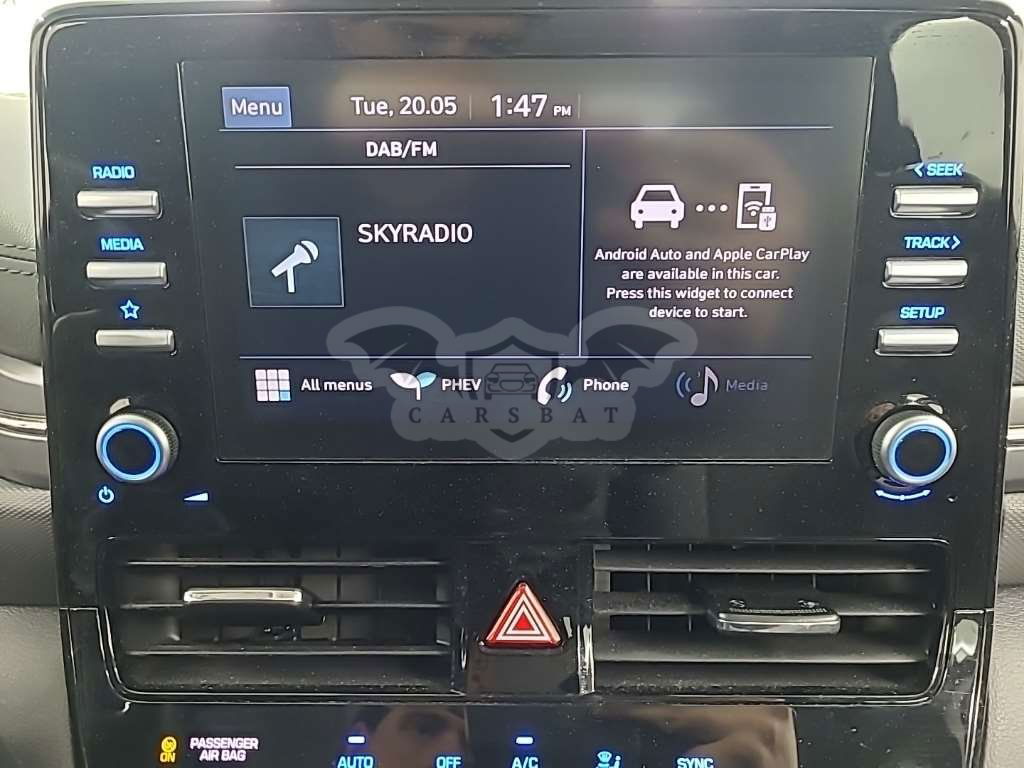 Menu
Tue, 20.05
1:47 PM
DAB/FM
SKYRADIO
Android Auto and Apple CarPlay
are available in this car.
Press this widget to connect
device to start.
All menus
PHEV
Phone
Media
CARSBAT
RADIO
MEDIA
< SEEK
TRACK >
SETUP
ON
PASSENGER
AIR BAG
AUTO
OFF
A/C
SYNC